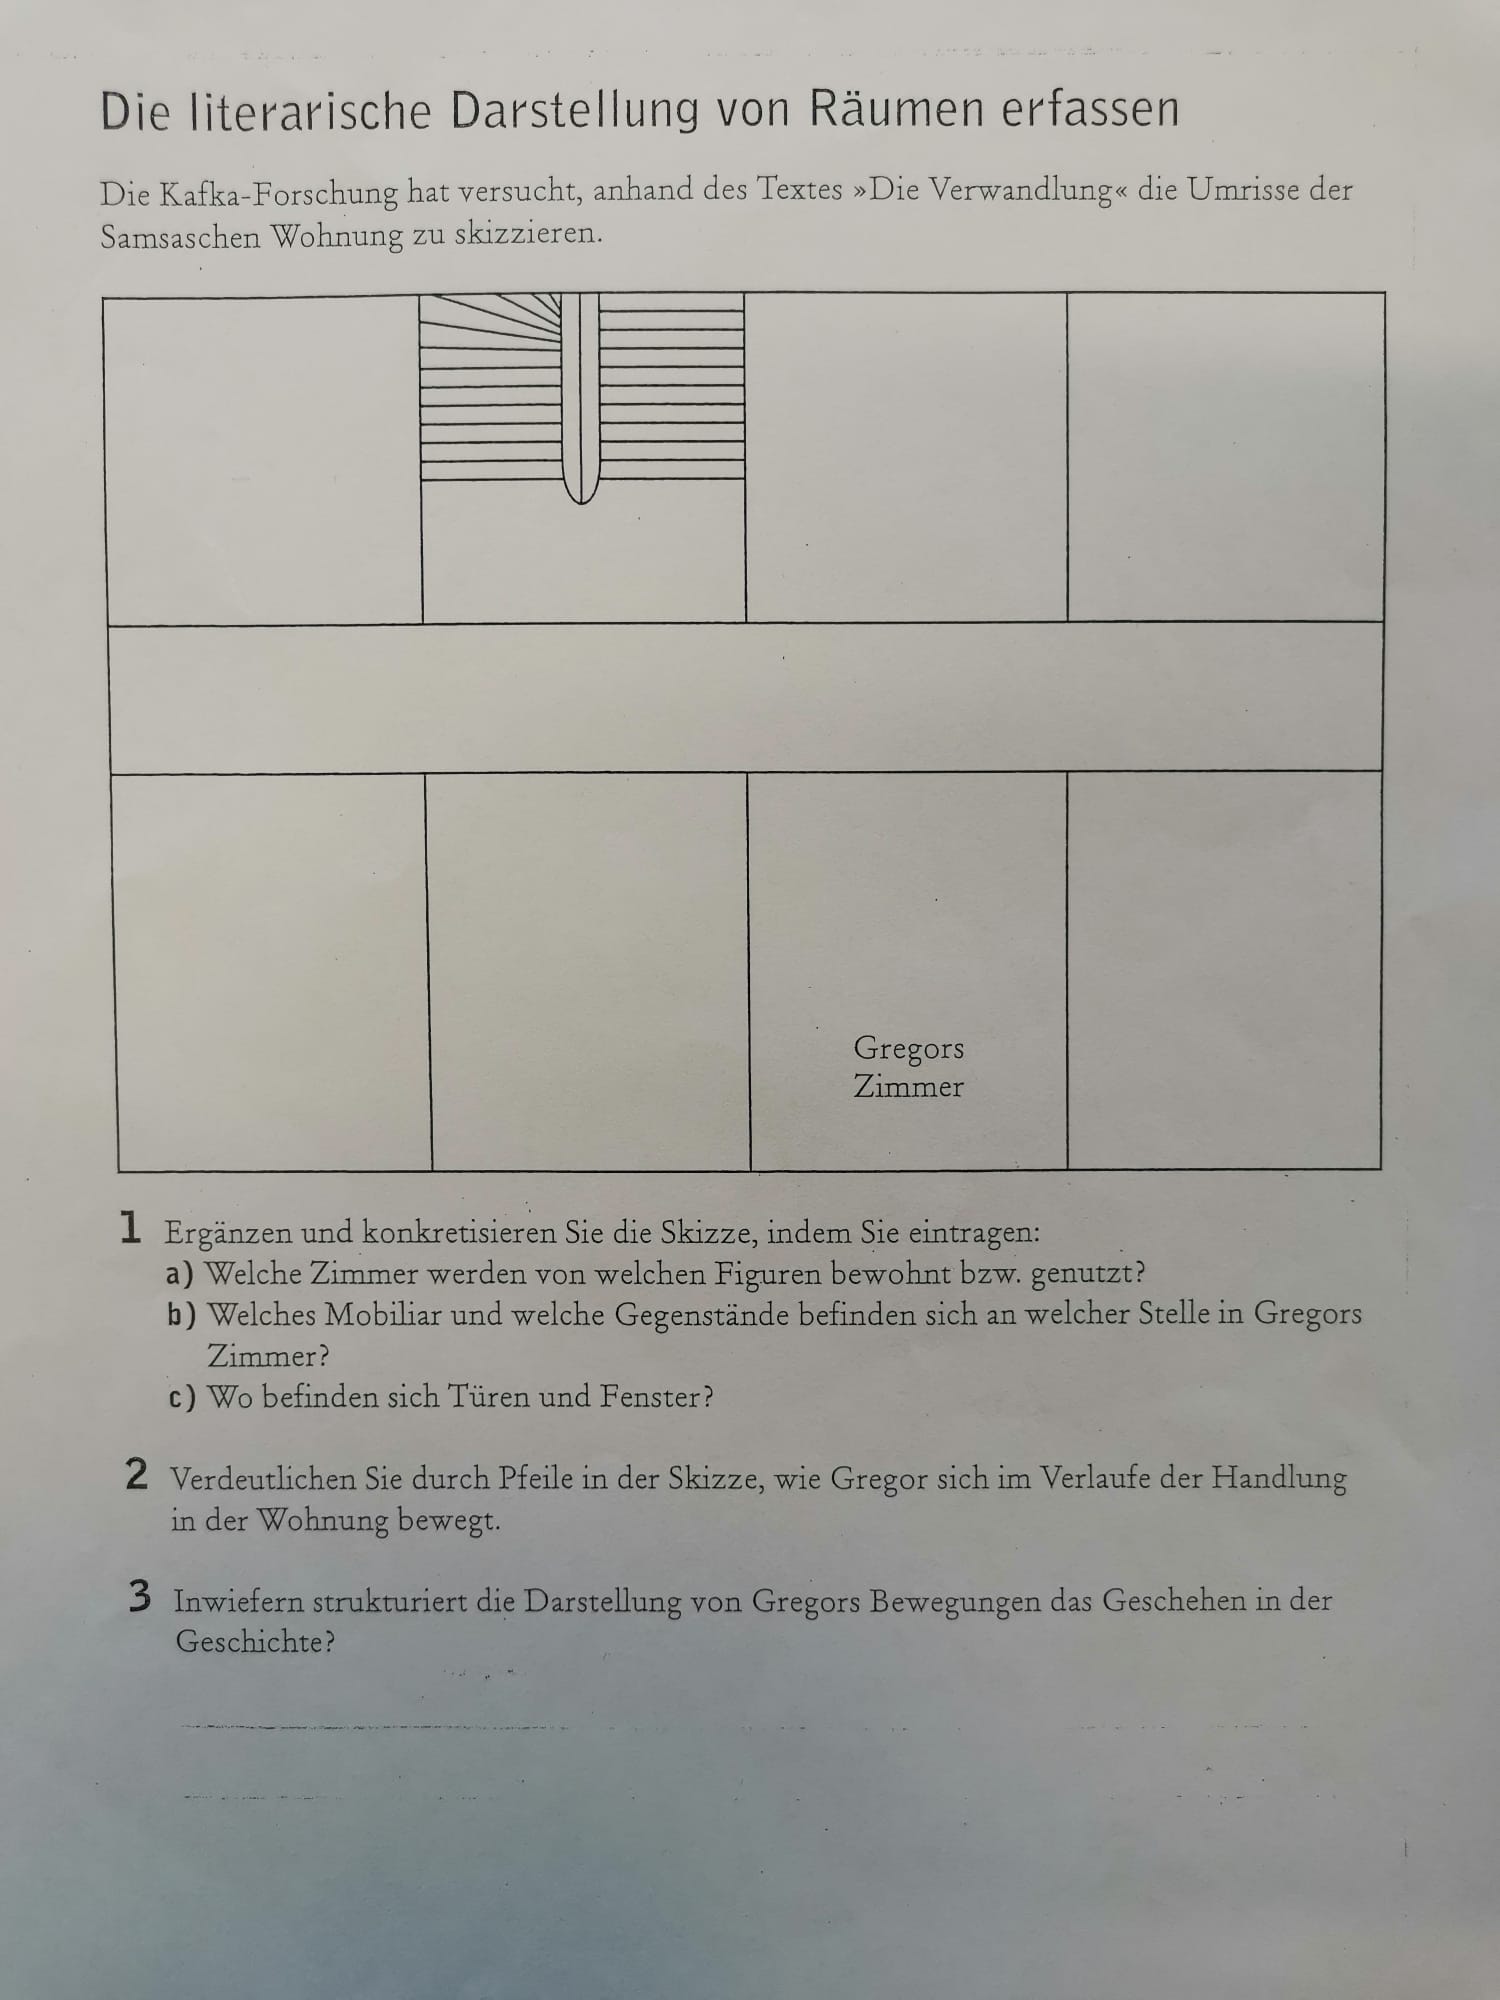 Die literarische Darstellung von Räumen erfassen
Die Kafka-Forschung hat versucht, anhand des Textes »Die Verwandlung« die Umrisse der
Samsaschen Wohnung zu skizzieren.
Gregors
Zimmer
1 Ergänzen und konkretisieren Sie die Skizze, indem Sie eintragen:
a) Welche Zimmer werden von welchen Figuren bewohnt bzw. genutzt?
b) Welches Mobiliar und welche Gegenstände befinden sich an welcher Stelle in Gregors
Zimmer?
c) Wo befinden sich Türen und Fenster?
2 Verdeutlichen Sie durch Pfeile in der Skizze, wie Gregor sich im Verlaufe der Handlung
in der Wohnung bewegt.
3 Inwiefern strukturiert die Darstellung von Gregors Bewegungen das Geschehen in der
Geschichte?